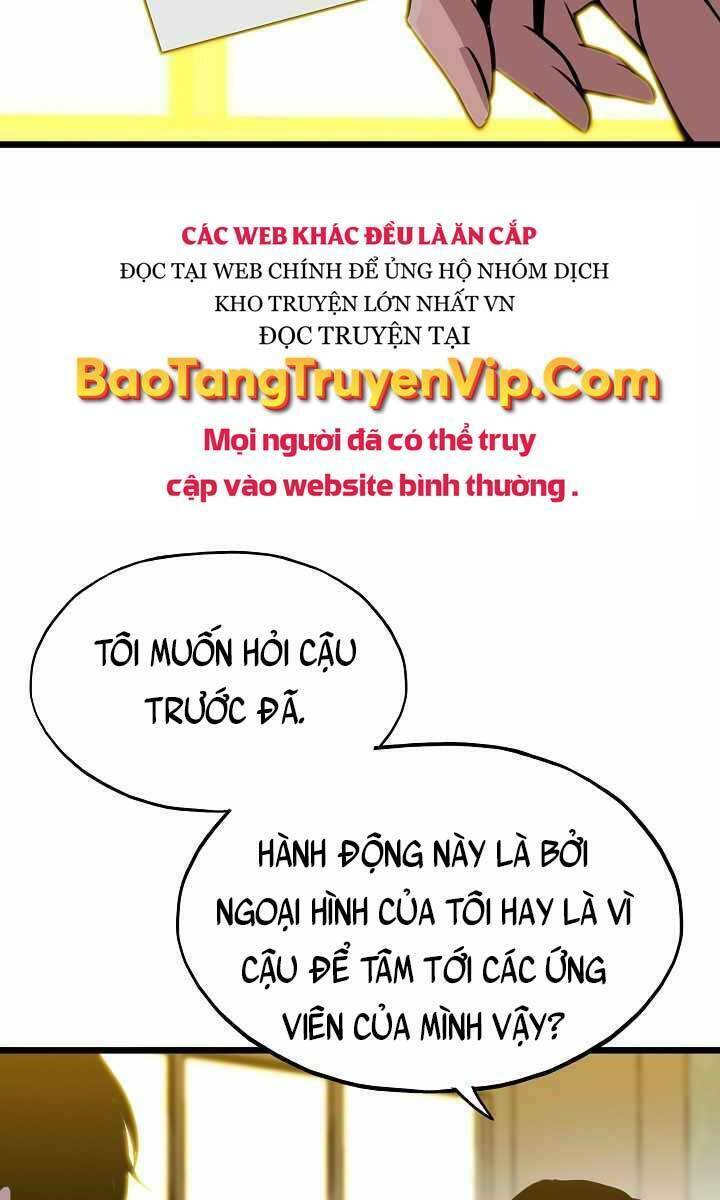 CÁC WEB KHÁC ĐỀU LÀ ĂN CẮP
ĐỌC TẠI WEB CHÍNH ĐỂ ỦNG HỘ NHÓM DỊCH
KHO TRUYỆN LỚN NHẤT VN
ĐỌC TRUYỆN TẠI
BaoTangTruyenVip.Com
Mọi người đã có thể truy
cập vào website bình thường .
TÔI MUỐN HỎI CẬU
TRƯỚC ĐÃ.
HÀNH ĐỘNG NÀY LÀ BỞI
NGOẠI HÌNH CỦA TÔI HAY LÀ VÌ
CẬU ĐỂ TÂM TỚI CÁC ỨNG
VIÊN CỦA MÌNH VẬY?